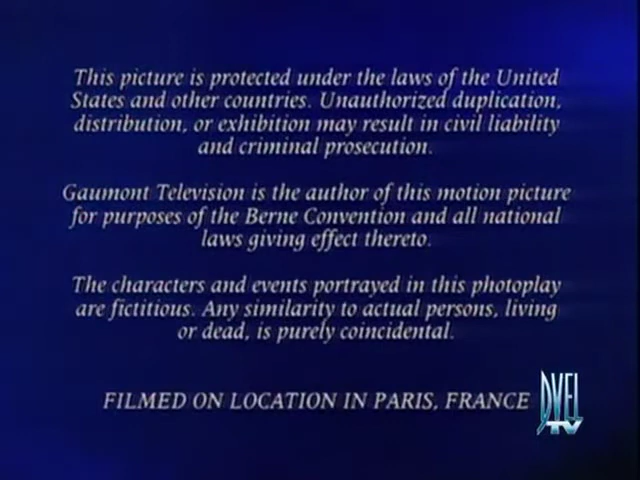 This picture is protected under the laws of the United
States and other countries. Unauthorized duplication,
distribution, or exhibition may result in civil liability
and criminal prosecution.
Gaumont Television is the author of this motion picture
for purposes of the Berne Convention and all national
laws giving effect thereto.
The characters and events portrayed in this photoplay
are fictitious. Any similarity to actual persons, living
or dead, is purely coincidental.
FILMED ON LOCATION IN PARIS, FRANCE
TV